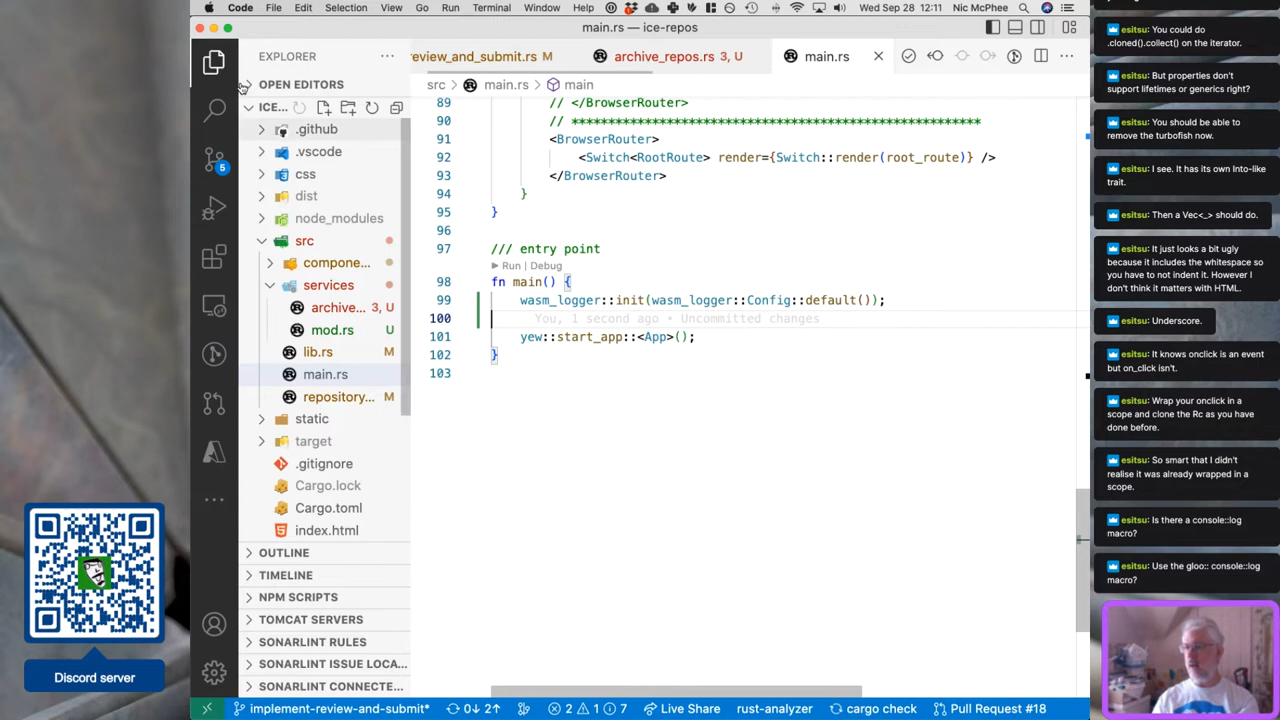 Code File Edit Selection View Go Run Terminal Window Help Wed Sep 28 12:11 Nic McPhee
main.rs — ice-repos
EXPLORER
review_and_submit.rs M
archive_repos.rs 3, U
main.rs
src > main.rs > main
OPEN EDITORS
ICE...
.github
.vscode
css
dist
node_modules
src
compone...
services
archive... 3, U
mod.rs U
lib.rs M
main.rs
repository... M
static
target
.gitignore
Cargo.lock
Cargo.toml
index.html
OUTLINE
TIMELINE
NPM SCRIPTS
TOMCAT SERVERS
SONARLINT RULES
SONARLINT ISSUE LOCA...
SONARLINT CONNECTE...
5
89 // </BrowserRouter>
90 // *******************************************************
91 <BrowserRouter>
92 <Switch<RootRoute> render={Switch::render(root_route)} />
93 </BrowserRouter>
94 }
95 }
96
97 /// entry point
Run | Debug
98 fn main() {
99 wasm_logger::init(wasm_logger::Config::default());
100 You, 1 second ago • Uncommitted changes
101 yew::start_app::<App>();
102 }
103
implement-review-and-submit* 0↓ 2↑ 2 1 7 Live Share rust-analyzer cargo check Pull Request #18
Discord server
esitsu: You could do
.cloned().collect() on the iterator.
esitsu: But properties don't
support lifetimes or generics right?
esitsu: You should be able to
remove the turbofish now.
esitsu: I see. It has its own Into-like
trait.
esitsu: Then a Vec<_> should do.
esitsu: It just looks a bit ugly
because it includes the whitespace so
you have to not indent it. However I
don't think it matters with HTML.
esitsu: Underscore.
esitsu: It knows onclick is an event
but on_click isn't.
esitsu: Wrap your onclick in a
scope and clone the Rc as you have
done before.
esitsu: So smart that I didn't
realise it was already wrapped in a
scope.
esitsu: Is there a console::log
macro?
esitsu: Use the gloo:: console::log
macro?